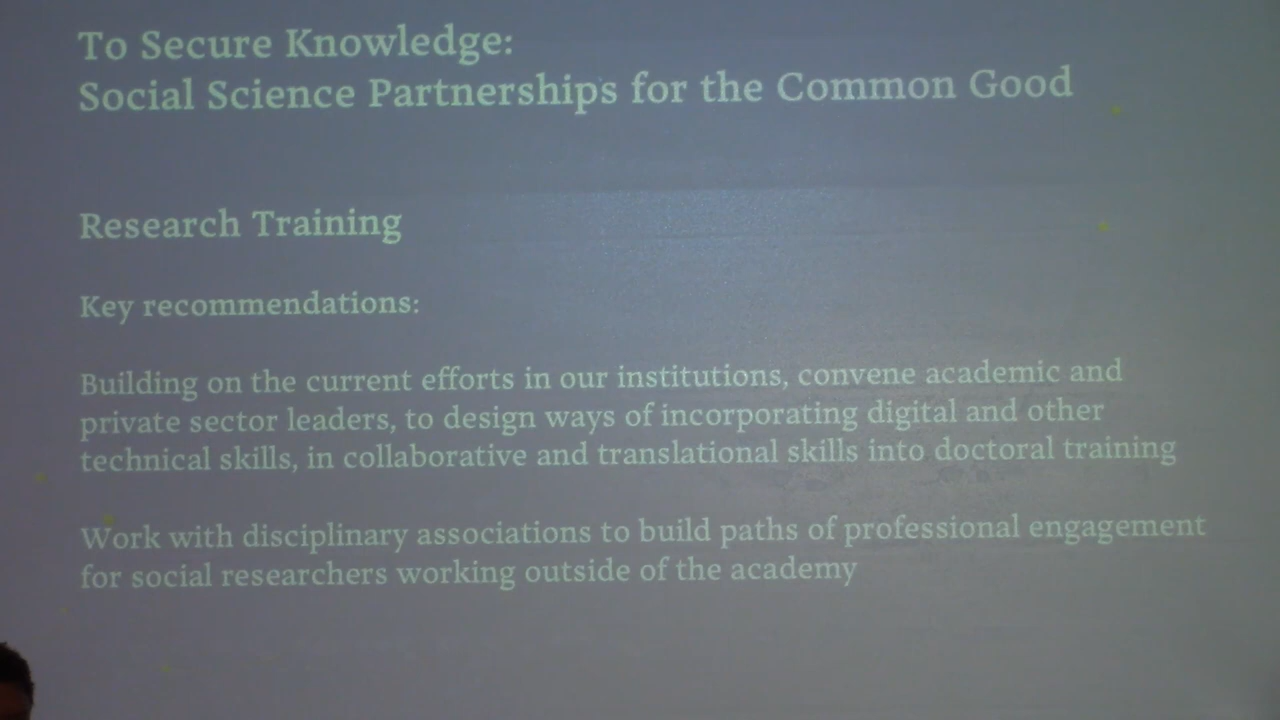 To Secure Knowledge:
Social Science Partnerships for the Common Good
Research Training
Key recommendations:
Building on the current efforts in our institutions, convene academic and
private sector leaders, to design ways of incorporating digital and other
technical skills, in collaborative and translational skills into doctoral training
Work with disciplinary associations to build paths of professional engagement
for social researchers working outside of the academy